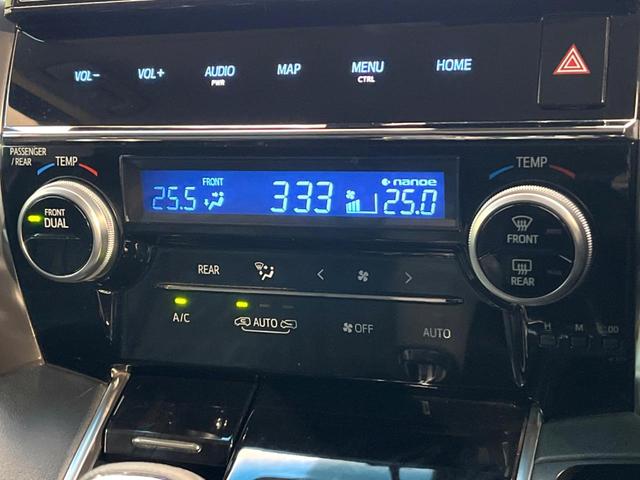 VOL− VOL+ AUDIO PWR MAP MENU CTRL HOME
PASSENGER / REAR
TEMP
FRONT DUAL
25.5 FRONT 333 nanoe 25.0
TEMP
FRONT
REAR
REAR
A/C AUTO OFF AUTO
H M :00